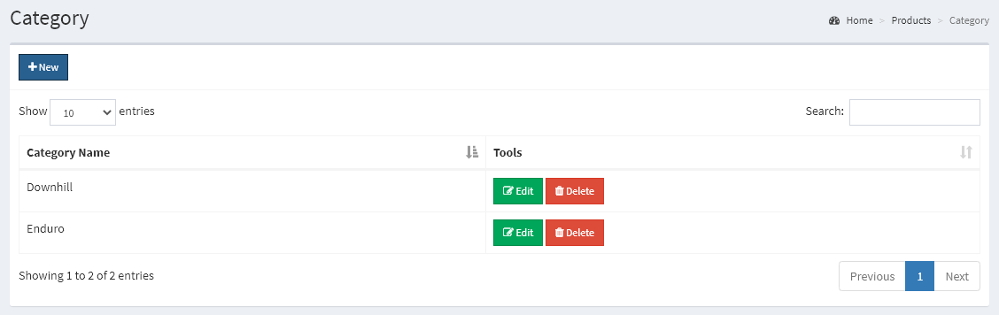 Category
Home > Products > Category
New
Show 10 entries
Search:
Category Name Tools
Downhill Edit Delete
Enduro Edit Delete
Showing 1 to 2 of 2 entries
Previous 1 Next